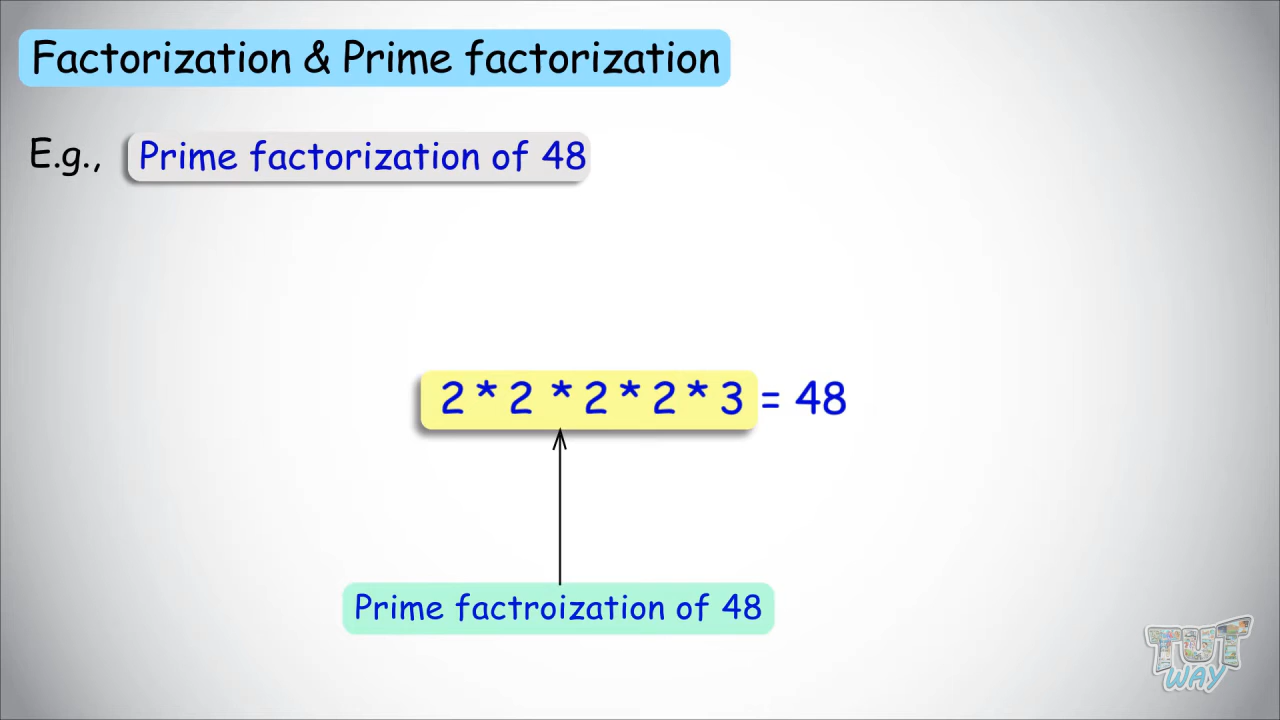 Factorization & Prime factorization
E.g., Prime factorization of 48
2 * 2 * 2 * 2 * 3 = 48
Prime factroization of 48
TUT
WAY